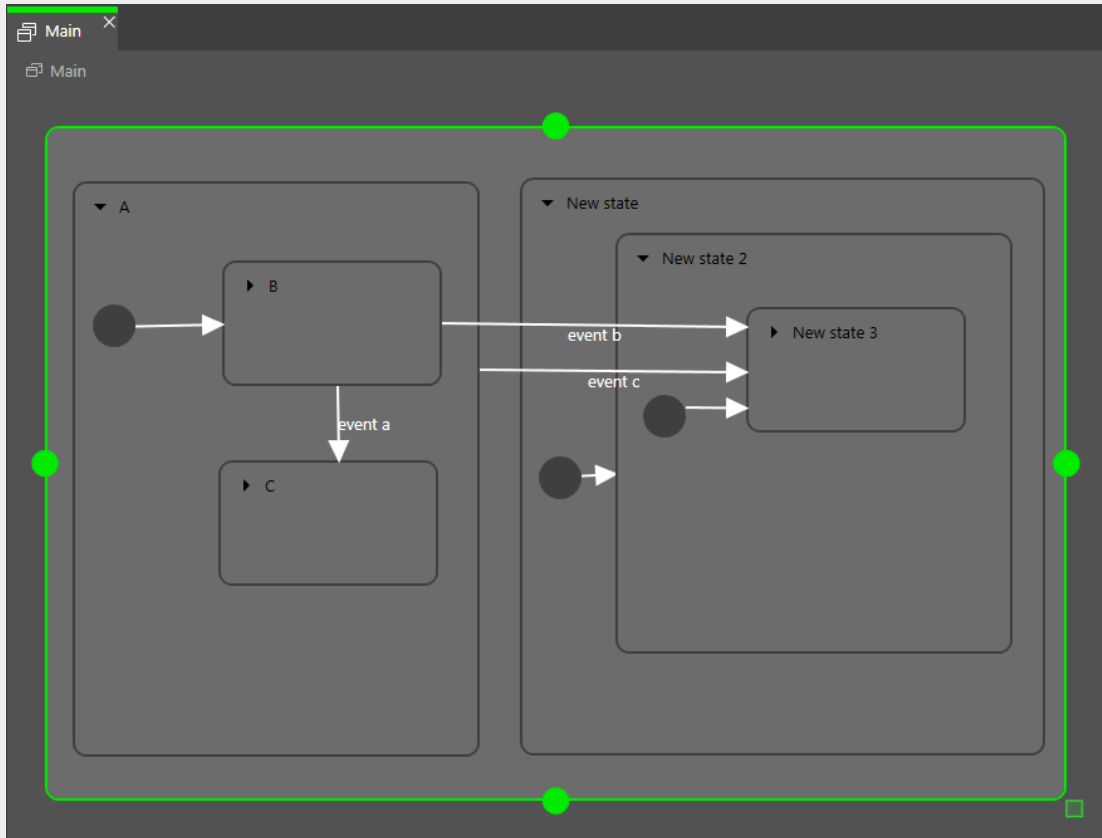 Main
Main
A
New state
New state 2
B
event b
New state 3
event c
event a
C